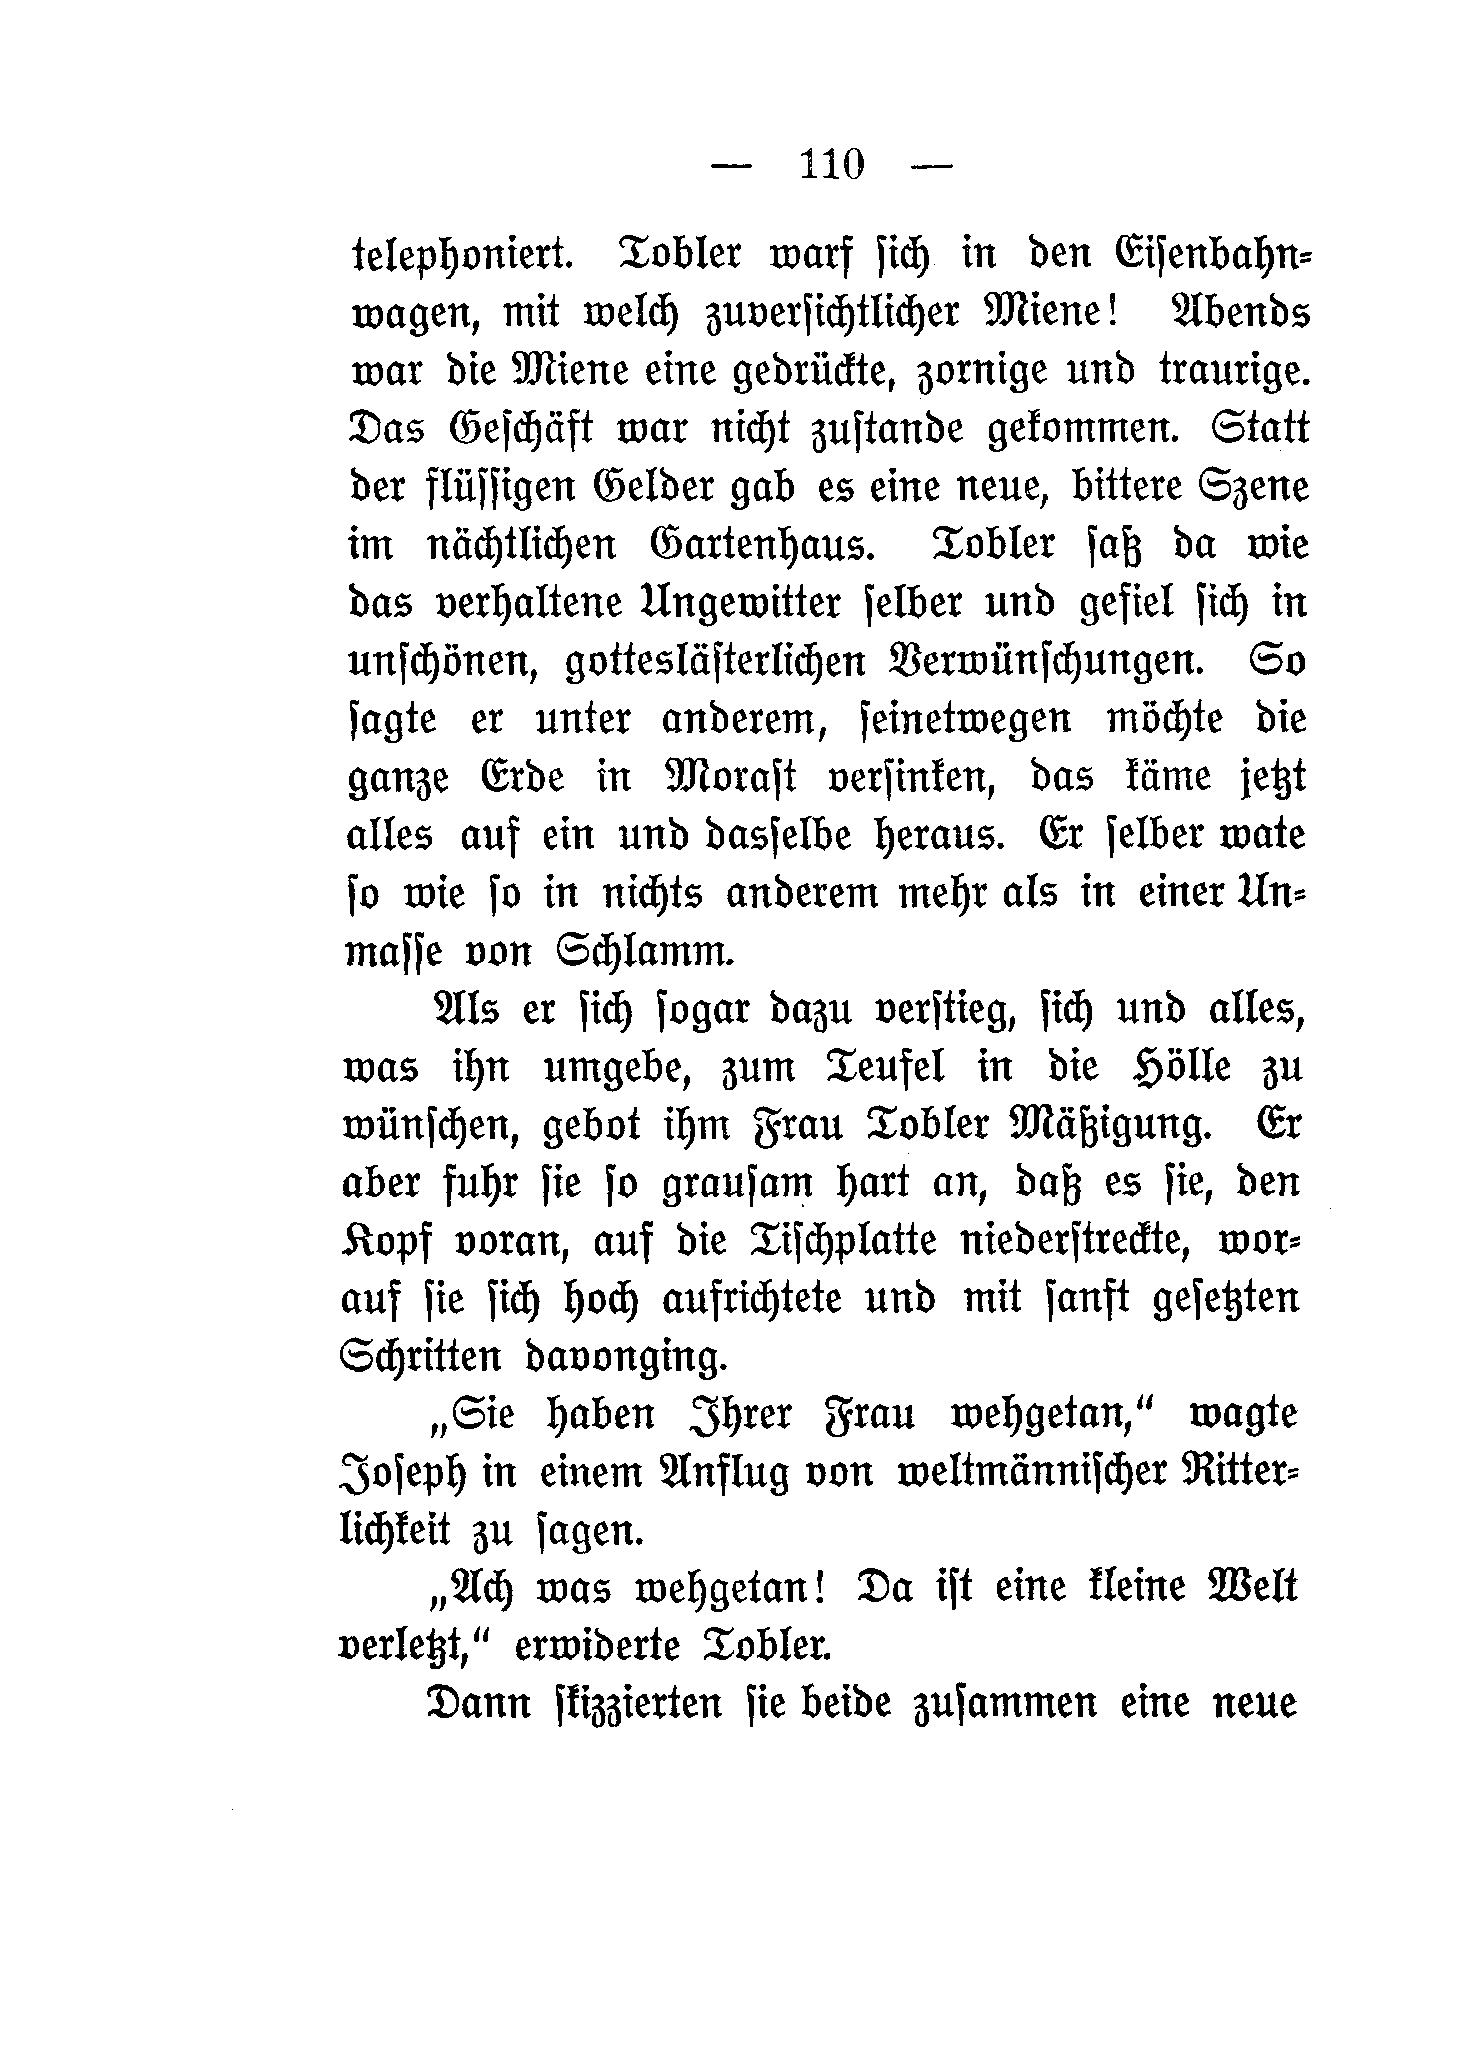 — 110 —
telephoniert. Tobler warf ſich in den Eiſenbahn⸗
wagen, mit welch zuverſichtlicher Miene! Abends
war die Miene eine gedrückte, zornige und traurige.
Das Geſchäft war nicht zuſtande gekommen. Statt
der flüſſigen Gelder gab es eine neue, bittere Szene
im nächtlichen Gartenhaus. Tobler ſaß da wie
das verhaltene Ungewitter ſelber und gefiel ſich in
unſchönen, gottesläſterlichen Verwünſchungen. So
ſagte er unter anderem, ſeinetwegen möchte die
ganze Erde in Moraſt verſinken, das käme jetzt
alles auf ein und dasſelbe heraus. Er ſelber wate
ſo wie ſo in nichts anderem mehr als in einer Un⸗
maſſe von Schlamm.
Als er ſich ſogar dazu verſtieg, ſich und alles,
was ihn umgebe, zum Teufel in die Hölle zu
wünſchen, gebot ihm Frau Tobler Mäßigung. Er
aber fuhr ſie ſo grauſam hart an, daß es ſie, den
Kopf voran, auf die Tiſchplatte niederſtreckte, wor⸗
auf ſie ſich hoch aufrichtete und mit ſanft geſetzten
Schritten davonging.
„Sie haben Ihrer Frau wehgetan,“ wagte
Joſeph in einem Anflug von weltmänniſcher Ritter⸗
lichkeit zu ſagen.
„Ach was wehgetan! Da iſt eine kleine Welt
verletzt,“ erwiderte Tobler.
Dann ſkizzierten ſie beide zuſammen eine neue